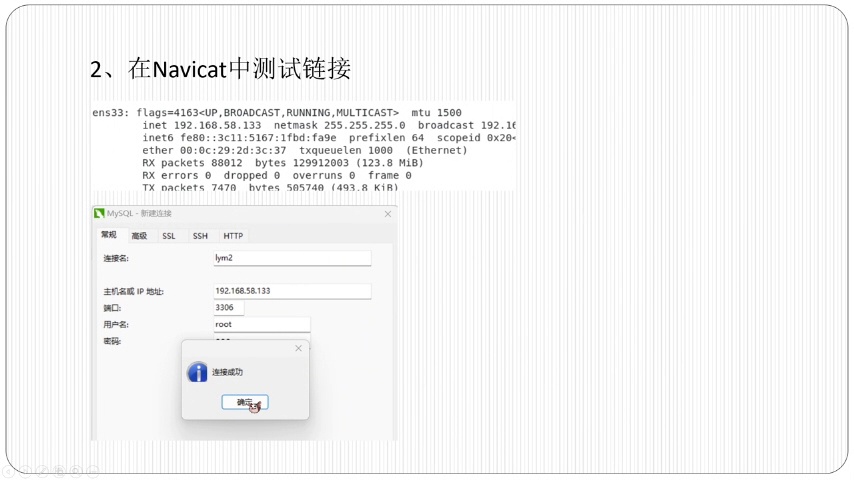 2、在Navicat中测试链接
ens33: flags=4163<UP,BROADCAST,RUNNING,MULTICAST>  mtu 1500
inet 192.168.58.133  netmask 255.255.255.0  broadcast 192.16
inet6 fe80::3c11:5167:1fbd:fa9e  prefixlen 64  scopeid 0x20<
ether 00:0c:29:2d:3c:37  txqueuelen 1000  (Ethernet)
RX packets 88012  bytes 129912003 (123.8 MiB)
RX errors 0  dropped 0  overruns 0  frame 0
TX packets 7470  bytes 505740 (493.8 KiB)
MySQL - 新建连接
常规 高级 SSL SSH HTTP
连接名: lym2
主机名或 IP 地址: 192.168.58.133
端口: 3306
用户名: root
密码:
连接成功
确定